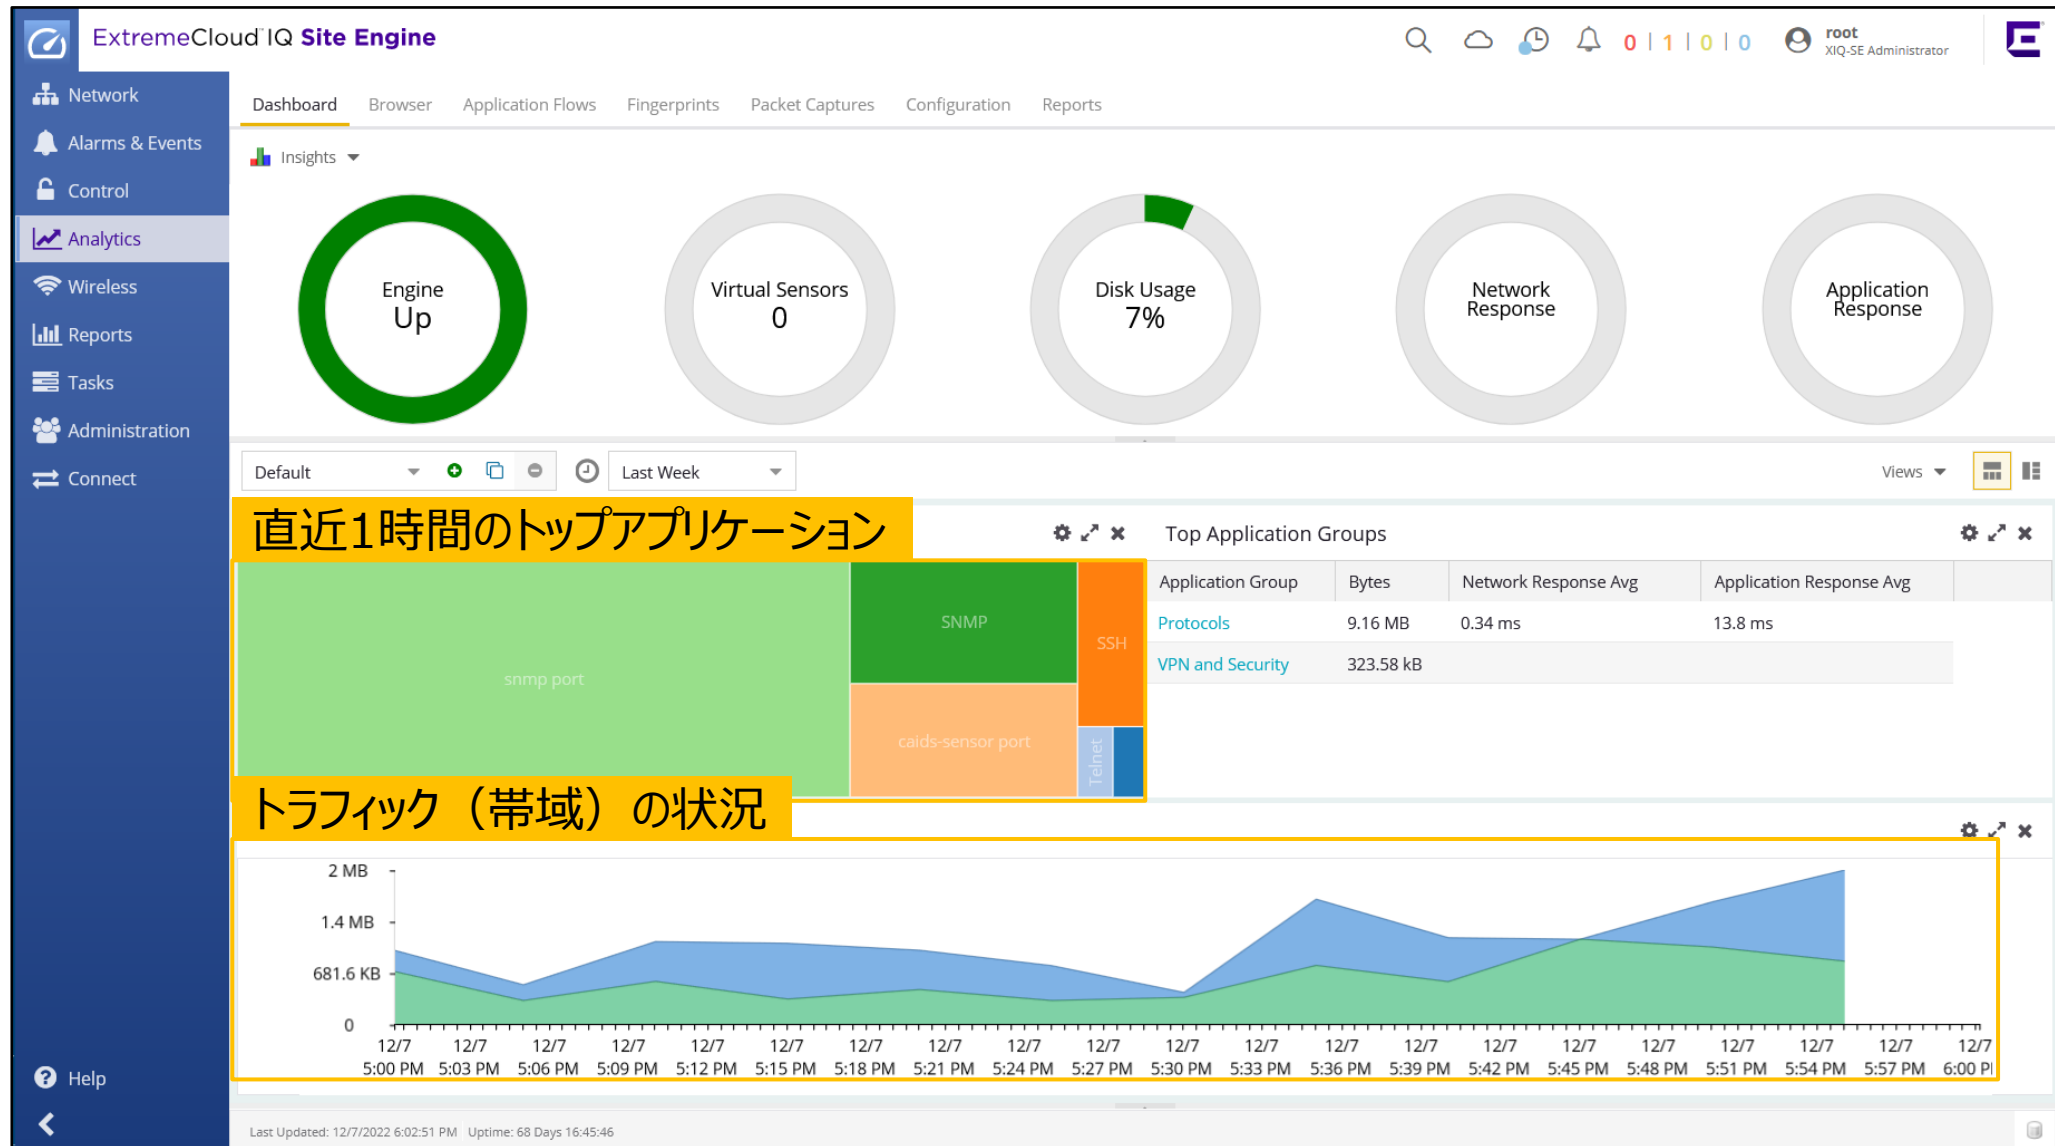 ExtremeCloud™ IQ Site Engine
0 | 1 | 0 | 0
root
XIQ-SE Administrator
Network
Alarms & Events
Control
Analytics
Wireless
Reports
Tasks
Administration
Connect
Help
Dashboard Browser Application Flows Fingerprints Packet Captures Configuration Reports
Insights
Engine
Up
Virtual Sensors
0
Disk Usage
7%
Network
Response
Application
Response
Default
Last Week
Views
直近1時間のトップアプリケーション
snmp port
SNMP
caids-sensor port
SSH
Telnet
Top Application Groups
Application Group Bytes Network Response Avg Application Response Avg
Protocols 9.16 MB 0.34 ms 13.8 ms
VPN and Security 323.58 kB
トラフィック（帯域）の状況
2 MB
1.4 MB
681.6 KB
0
12/7 12/7 12/7 12/7 12/7 12/7 12/7 12/7 12/7 12/7 12/7 12/7 12/7 12/7 12/7 12/7 12/7 12/7 12/7 12/7 12/7
5:00 PM 5:03 PM 5:06 PM 5:09 PM 5:12 PM 5:15 PM 5:18 PM 5:21 PM 5:24 PM 5:27 PM 5:30 PM 5:33 PM 5:36 PM 5:39 PM 5:42 PM 5:45 PM 5:48 PM 5:51 PM 5:54 PM 5:57 PM 6:00 P
Last Updated: 12/7/2022 6:02:51 PM Uptime: 68 Days 16:45:46